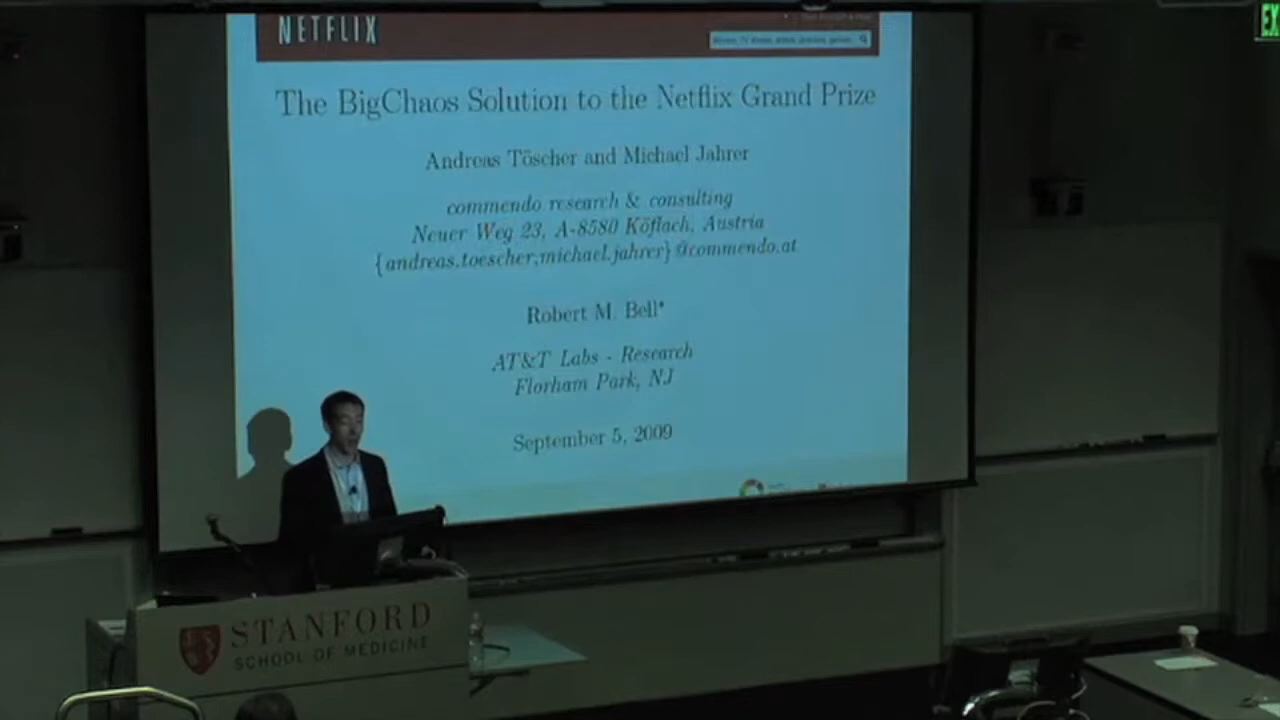 NETFLIX
The BigChaos Solution to the Netflix Grand Prize
Andreas Töscher and Michael Jahrer
commendo research & consulting
Neuer Weg 23, A-8580 Köflach, Austria
{andreas.toescher,michael.jahrer}@commendo.at
Robert M. Bell*
AT&T Labs - Research
Florham Park, NJ
September 5, 2009
STANFORD
SCHOOL OF MEDICINE
EX